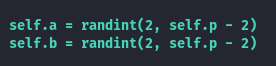 self.a = randint(2, self.p - 2)
self.b = randint(2, self.p - 2)